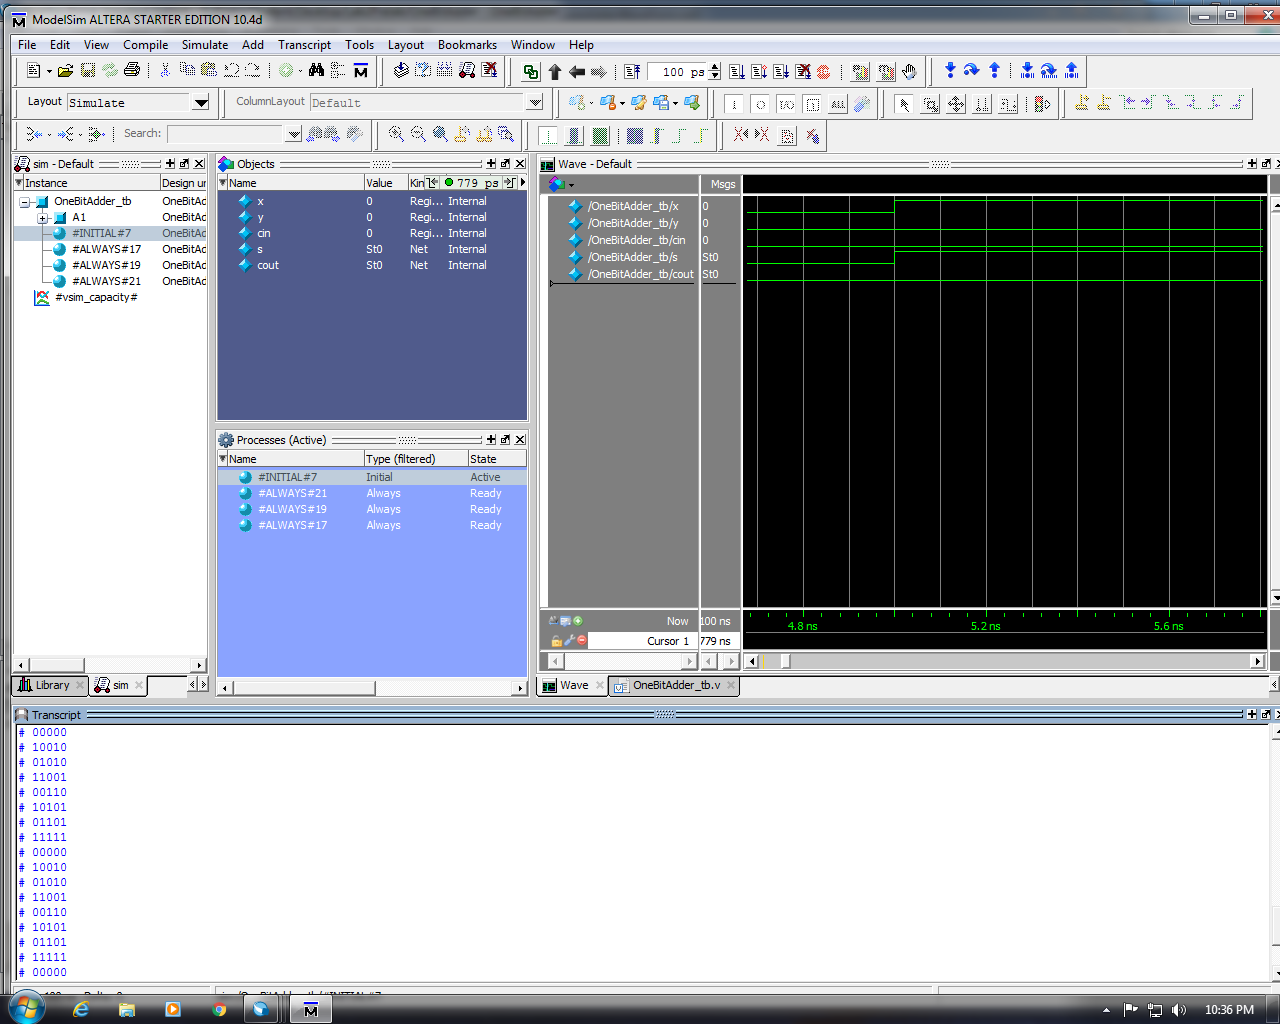 ModelSim ALTERA STARTER EDITION 10.4d
File Edit View Compile Simulate Add Transcript Tools Layout Bookmarks Window Help
100 ps
Layout Simulate ColumnLayout Default
Search:
sim - Default
Instance Design un
OneBitAdder_tb OneBitAd
A1 OneBitAd
#INITIAL#7 OneBitAd
#ALWAYS#17 OneBitAd
#ALWAYS#19 OneBitAd
#ALWAYS#21 OneBitAd
#vsim_capacity#
Library sim
Objects
Name Value Kin 779 ps
x 0 Regi... Internal
y 0 Regi... Internal
cin 0 Regi... Internal
s St0 Net Internal
cout St0 Net Internal
Processes (Active)
Name Type (filtered) State
#INITIAL#7 Initial Active
#ALWAYS#21 Always Ready
#ALWAYS#19 Always Ready
#ALWAYS#17 Always Ready
Wave - Default
Msgs
/OneBitAdder_tb/x 0
/OneBitAdder_tb/y 0
/OneBitAdder_tb/cin 0
/OneBitAdder_tb/s St0
/OneBitAdder_tb/cout St0
Now 100 ns 4.8 ns 5.2 ns 5.6 ns
Cursor 1 779 ns
Wave OneBitAdder_tb.v
Transcript
# 00000
# 10010
# 01010
# 11001
# 00110
# 10101
# 01101
# 11111
# 00000
# 10010
# 01010
# 11001
# 00110
# 10101
# 01101
# 11111
# 00000
10:36 PM